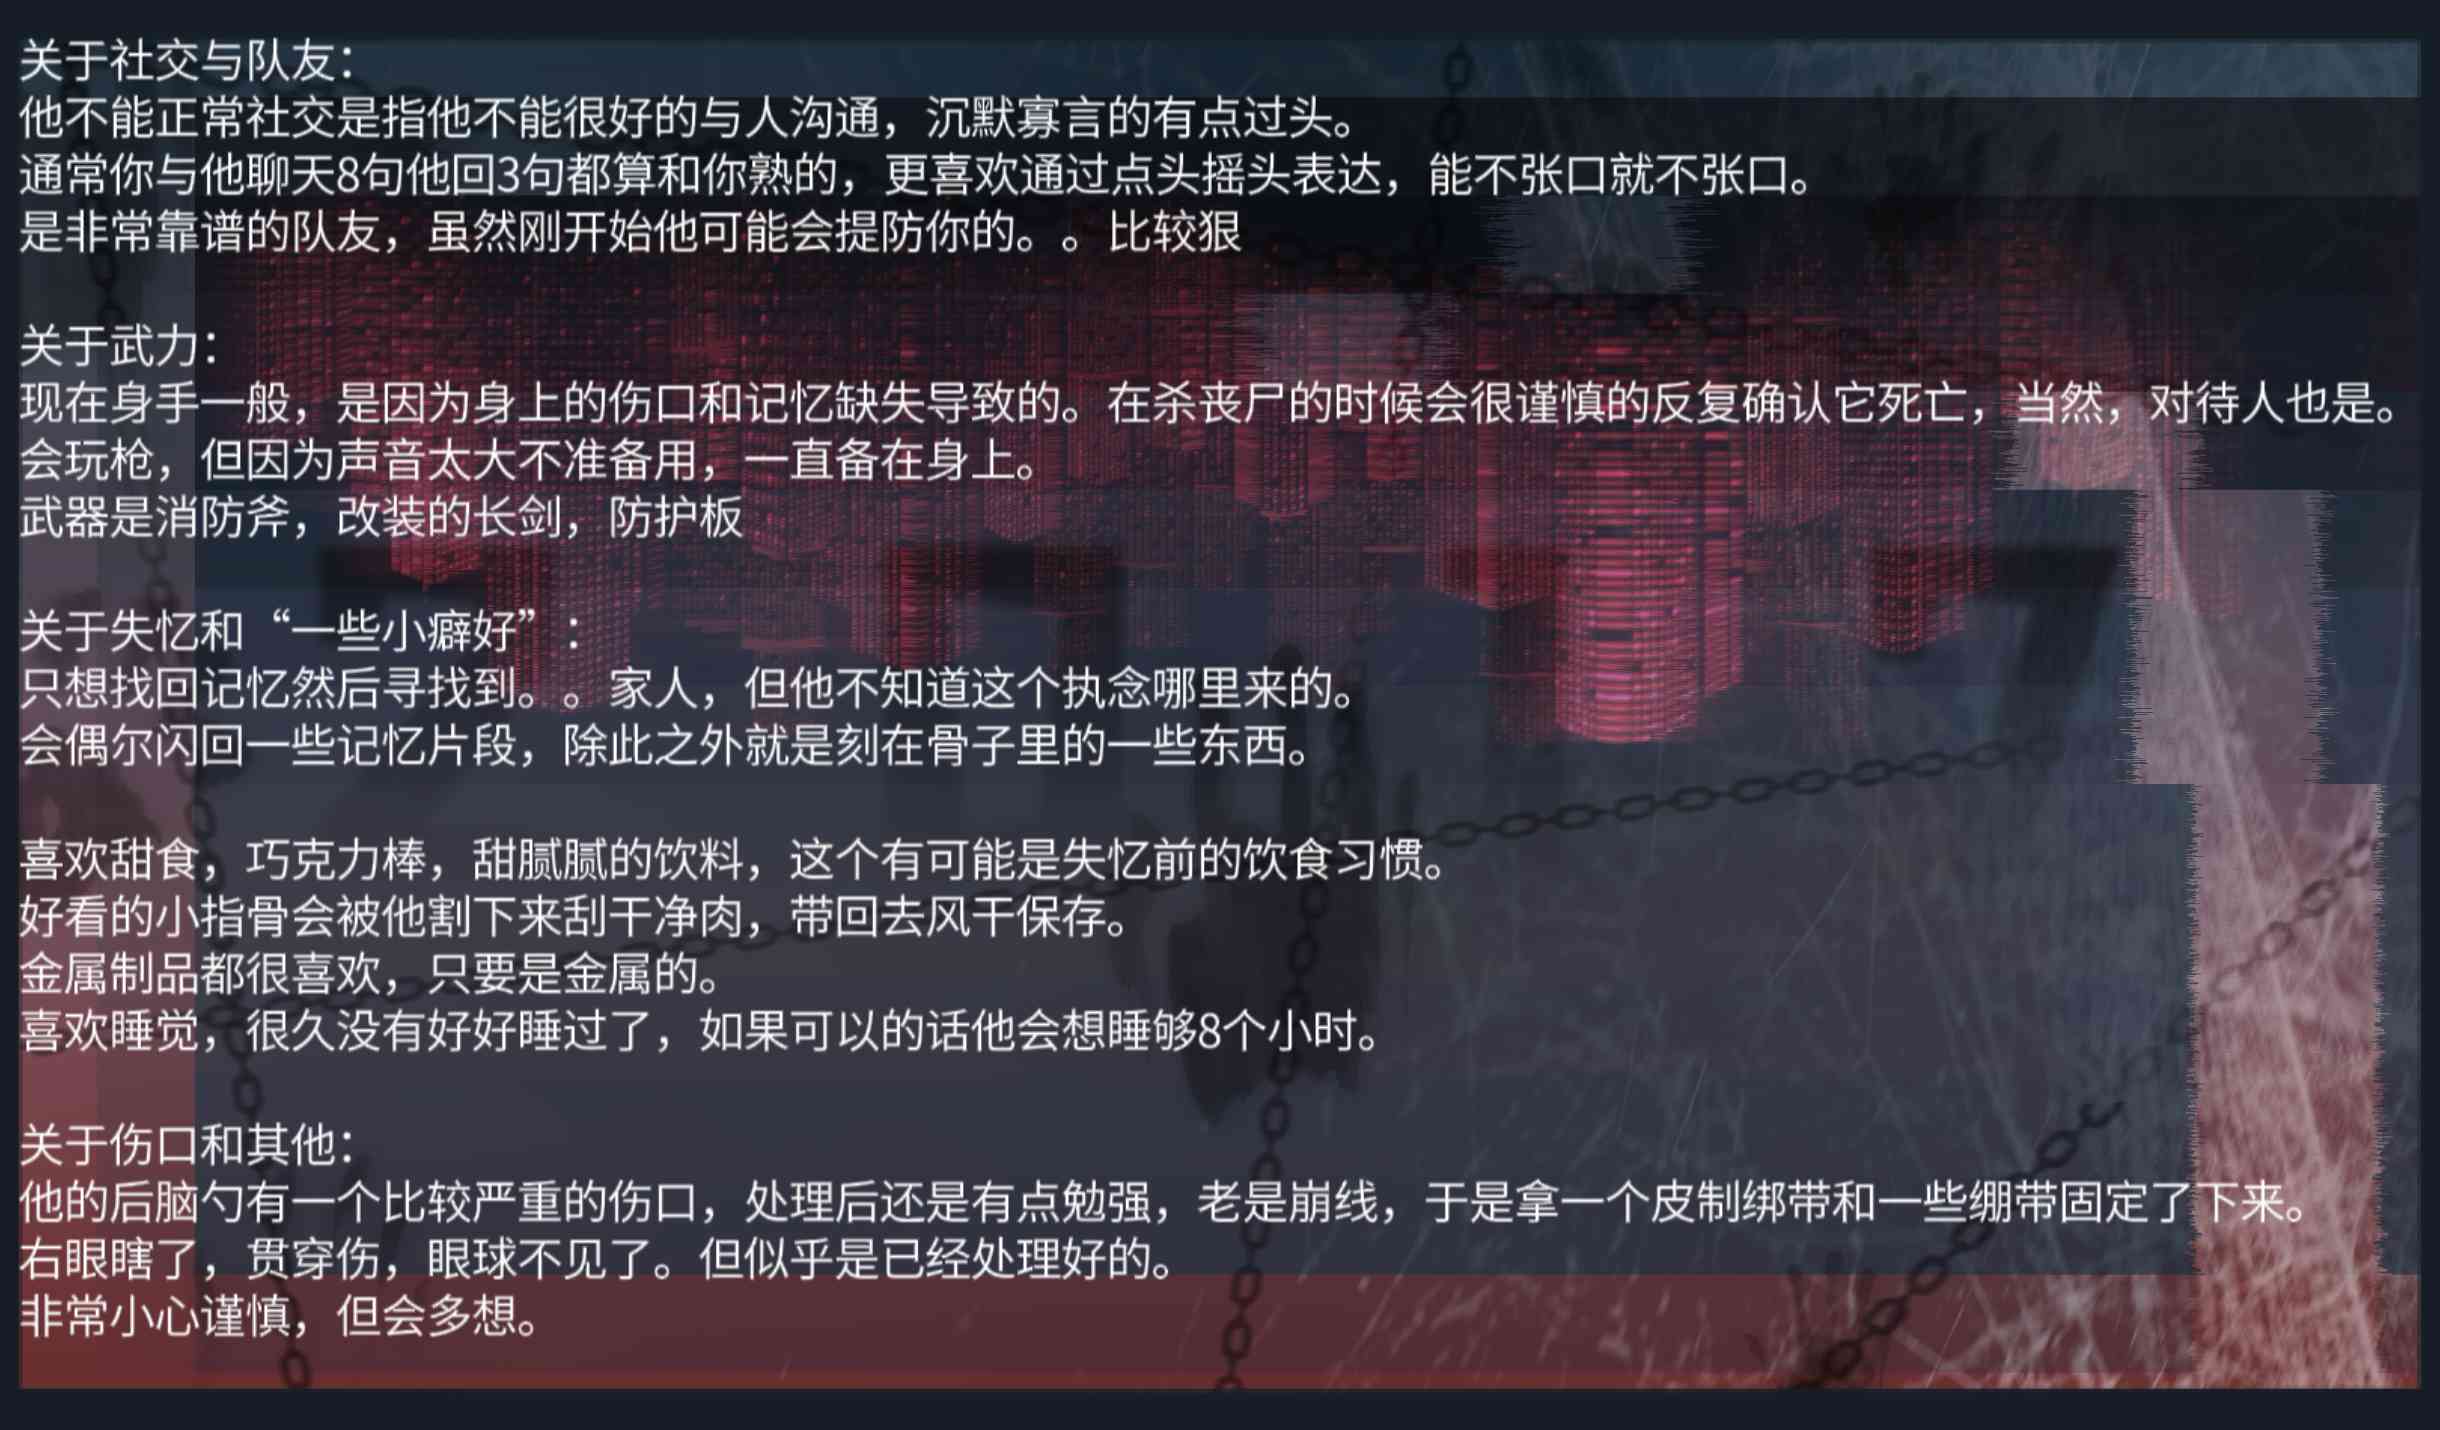 关于社交与队友：
他不能正常社交是指他不能很好的与人沟通，沉默寡言的有点过头。
通常你与他聊天8句他回3句都算和你熟的，更喜欢通过点头摇头表达，能不张口就不张口。
是非常靠谱的队友，虽然刚开始他可能会提防你的。。比较狠
关于武力：
现在身手一般，是因为身上的伤口和记忆缺失导致的。在杀丧尸的时候会很谨慎的反复确认它死亡，当然，对待人也是。
会玩枪，但因为声音太大不准备用，一直备在身上。
武器是消防斧，改装的长剑，防护板
关于失忆和“一些小癖好”：
只想找回记忆然后寻找到。。家人，但他不知道这个执念哪里来的。
会偶尔闪回一些记忆片段，除此之外就是刻在骨子里的一些东西。
喜欢甜食，巧克力棒，甜腻腻的饮料，这个有可能是失忆前的饮食习惯。
好看的小指骨会被他割下来刮干净肉，带回去风干保存。
金属制品都很喜欢，只要是金属的。
喜欢睡觉，很久没有好好睡过了，如果可以的话他会想睡够8个小时。
关于伤口和其他：
他的后脑勺有一个比较严重的伤口，处理后还是有点勉强，老是崩线，于是拿一个皮制绑带和一些绷带固定了下来。
右眼瞎了，贯穿伤，眼球不见了。但似乎是已经处理好的。
非常小心谨慎，但会多想。